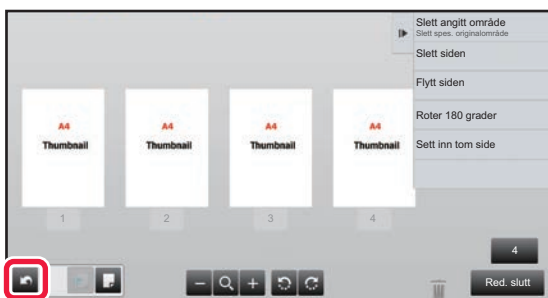 Slett angitt område
Slett spes. originalområde
Slett siden
Flytt siden
Roter 180 grader
Sett inn tom side
A4 A4 A4 A4
Thumbnail Thumbnail Thumbnail Thumbnail
1 2 3 4
4
Red. slutt